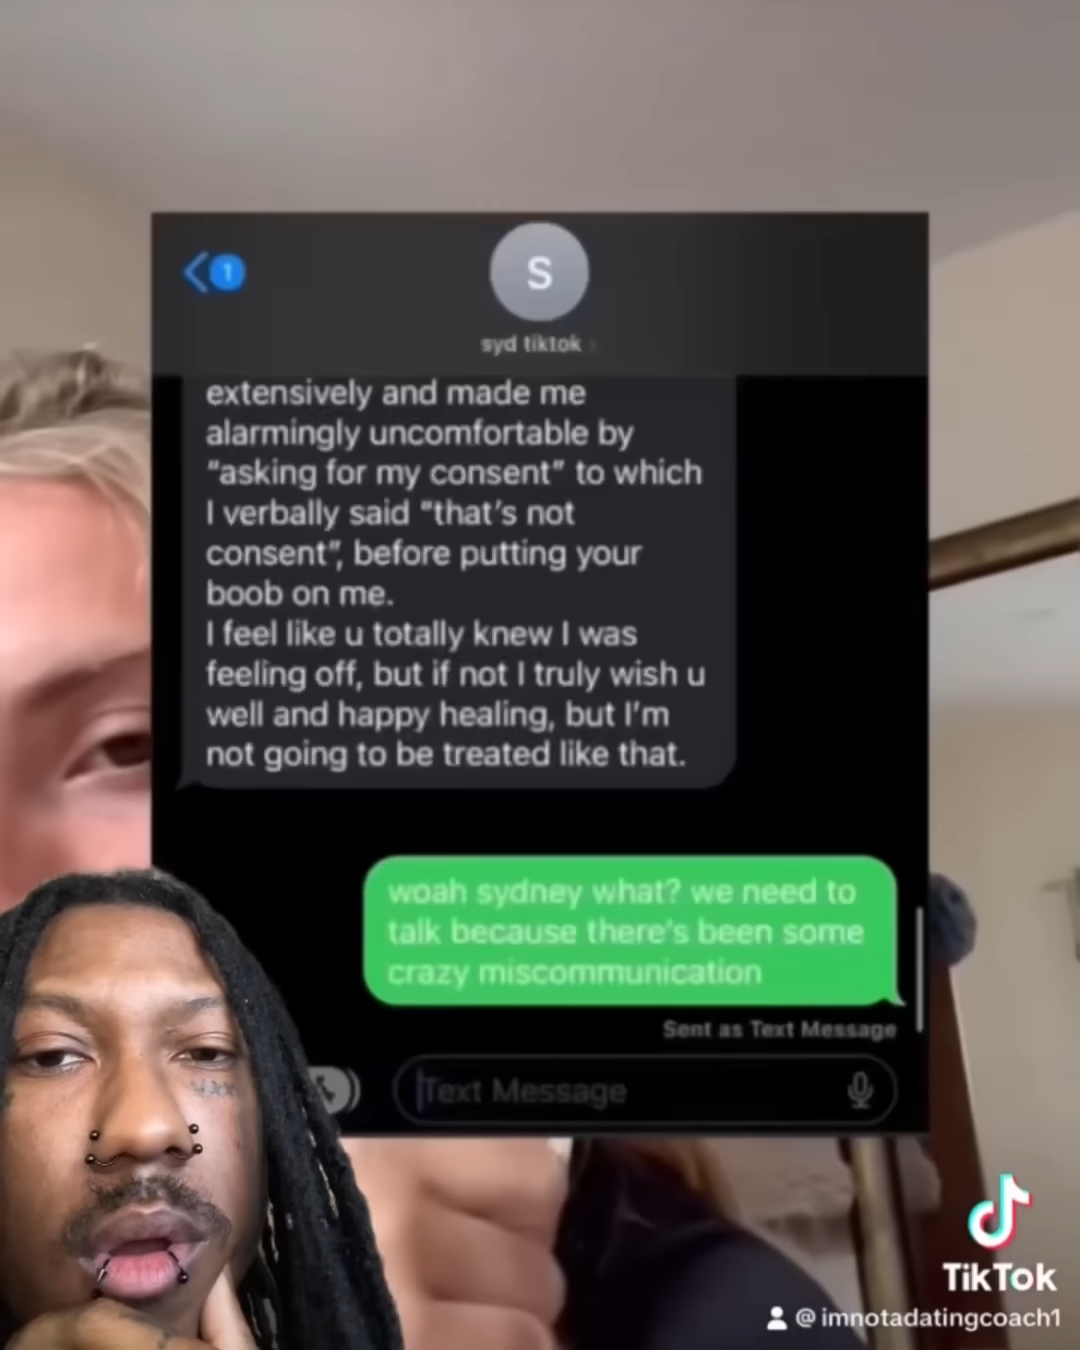 1
S
syd tiktok
extensively and made me
alarmingly uncomfortable by
“asking for my consent” to which
I verbally said “that’s not
consent”, before putting your
boob on me.
I feel like u totally knew I was
feeling off, but if not I truly wish u
well and happy healing, but I’m
not going to be treated like that.
woah sydney what? we need to
talk because there’s been some
crazy miscommunication
Sent as Text Message
Text Message
TikTok
@imnotadatingcoach1